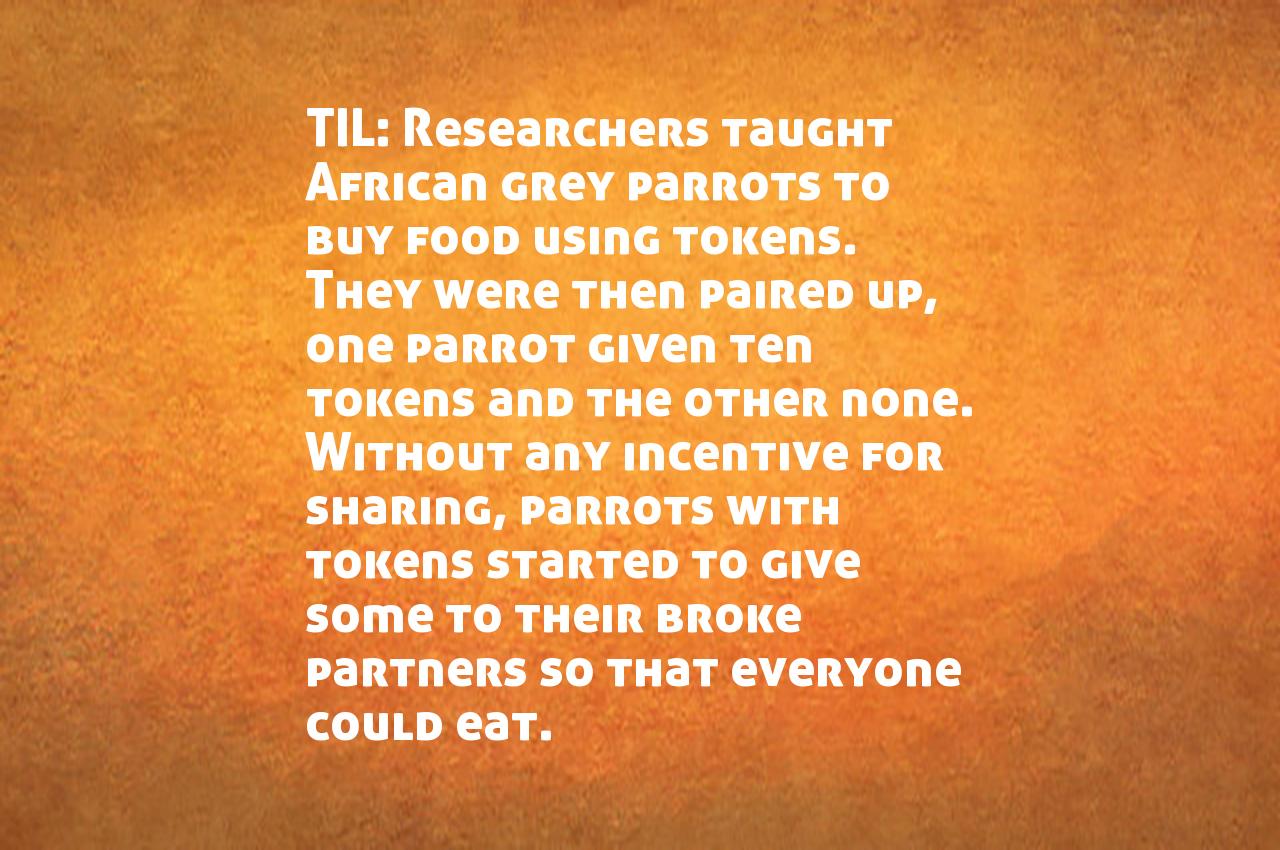 TIL: Researchers taught
African grey parrots to
buy food using tokens.
They were then paired up,
one parrot given ten
tokens and the other none.
Without any incentive for
sharing, parrots with
tokens started to give
some to their broke
partners so that everyone
could eat.